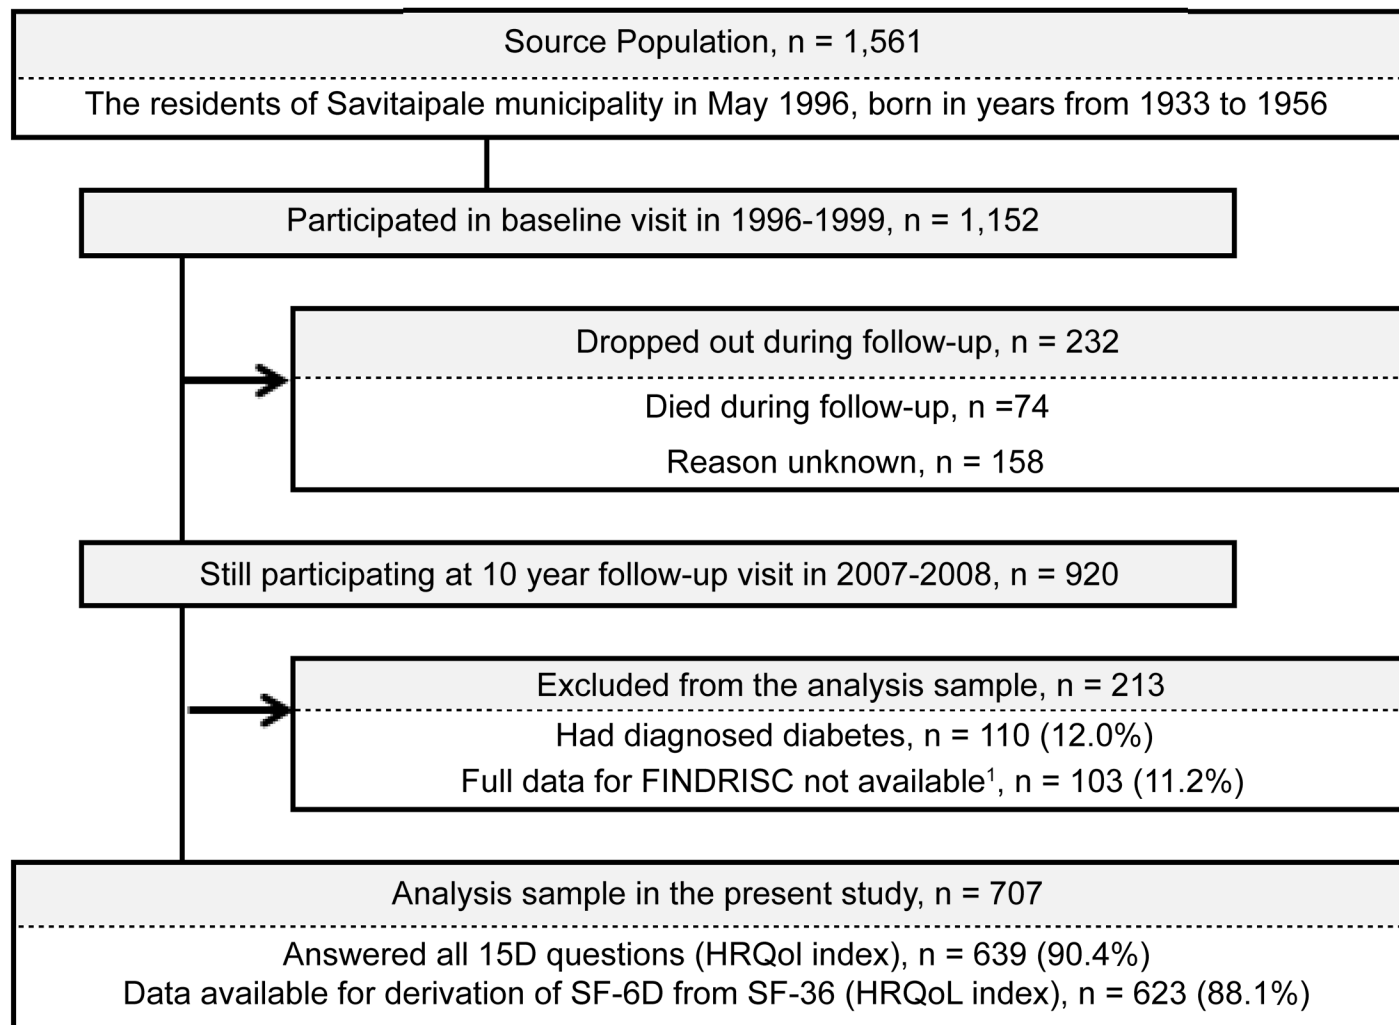 Source Population, n = 1,561
The residents of Savitaipale municipality in May 1996, born in years from 1933 to 1956
Participated in baseline visit in 1996-1999, n = 1,152
Dropped out during follow-up, n = 232
Died during follow-up, n =74
Reason unknown, n = 158
Still participating at 10 year follow-up visit in 2007-2008, n = 920
Excluded from the analysis sample, n = 213
Had diagnosed diabetes, n = 110 (12.0%)
Full data for FINDRISC not available¹, n = 103 (11.2%)
Analysis sample in the present study, n = 707
Answered all 15D questions (HRQol index), n = 639 (90.4%)
Data available for derivation of SF-6D from SF-36 (HRQoL index), n = 623 (88.1%)